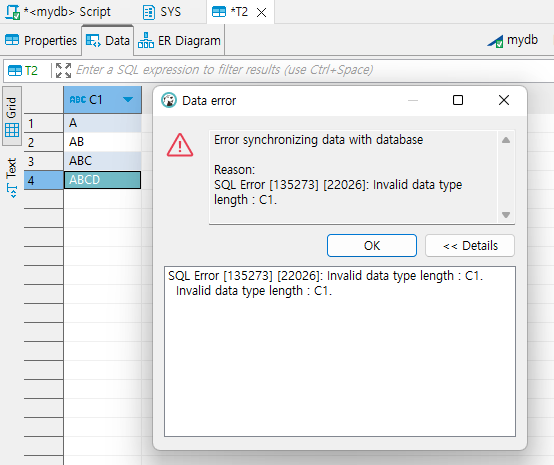 *<mydb> Script
SYS
*T2
Properties
Data
ER Diagram
mydb
T2
Enter a SQL expression to filter results (use Ctrl+Space)
Grid
Text
ABC C1
1 A
2 AB
3 ABC
4 ABCD
Data error
Error synchronizing data with database
Reason:
SQL Error [135273] [22026]: Invalid data type
length : C1.
OK
<< Details
SQL Error [135273] [22026]: Invalid data type length : C1.
Invalid data type length : C1.